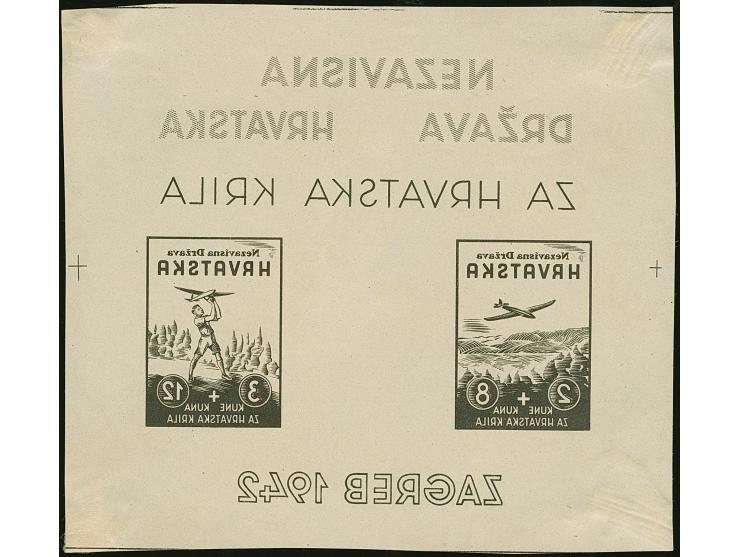 NEZAVISNA
DRŽAVA HRVATSKA
ZA HRVATSKA KRILA
Nezavisna Država
HRVATSKA
2 + 8
KUNE KUNA
ZA HRVATSKA KRILA
Nezavisna Država
HRVATSKA
3 + 12
KUNE KUNA
ZA HRVATSKA KRILA
ZAGREB 1942